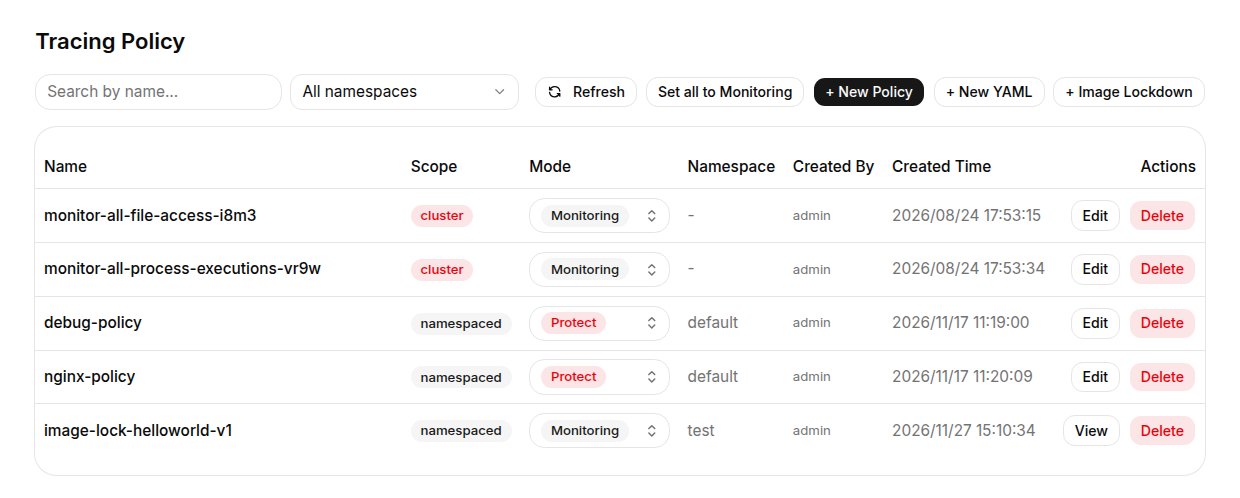 Tracing Policy
Search by name... All namespaces Refresh Set all to Monitoring + New Policy + New YAML + Image Lockdown
Name Scope Mode Namespace Created By Created Time Actions
monitor-all-file-access-i8m3 cluster Monitoring - admin 2026/08/24 17:53:15 Edit Delete
monitor-all-process-executions-vr9w cluster Monitoring - admin 2026/08/24 17:53:34 Edit Delete
debug-policy namespaced Protect default admin 2026/11/17 11:19:00 Edit Delete
nginx-policy namespaced Protect default admin 2026/11/17 11:20:09 Edit Delete
image-lock-helloworld-v1 namespaced Monitoring test admin 2026/11/27 15:10:34 View Delete